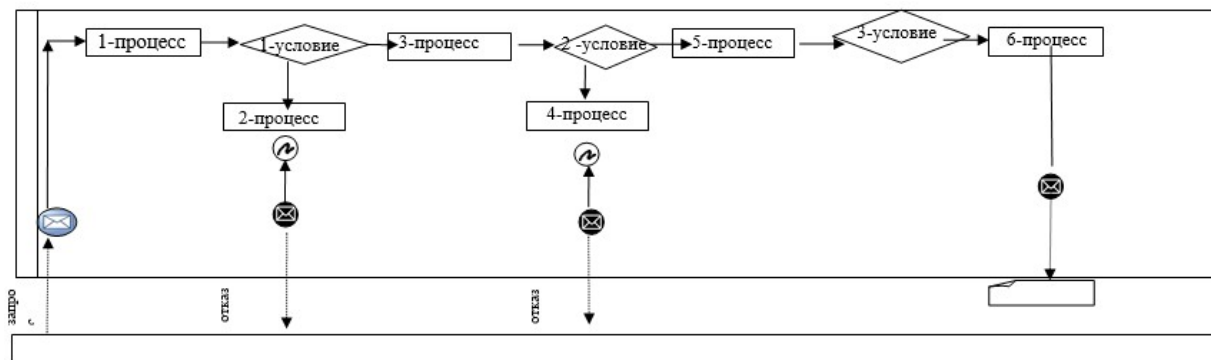 1-процесс
1-условие
3-процесс
2 -условие
5-процесс
3-условие
6-процесс
2-процесс
4-процесс
запро
с
отказ
отказ